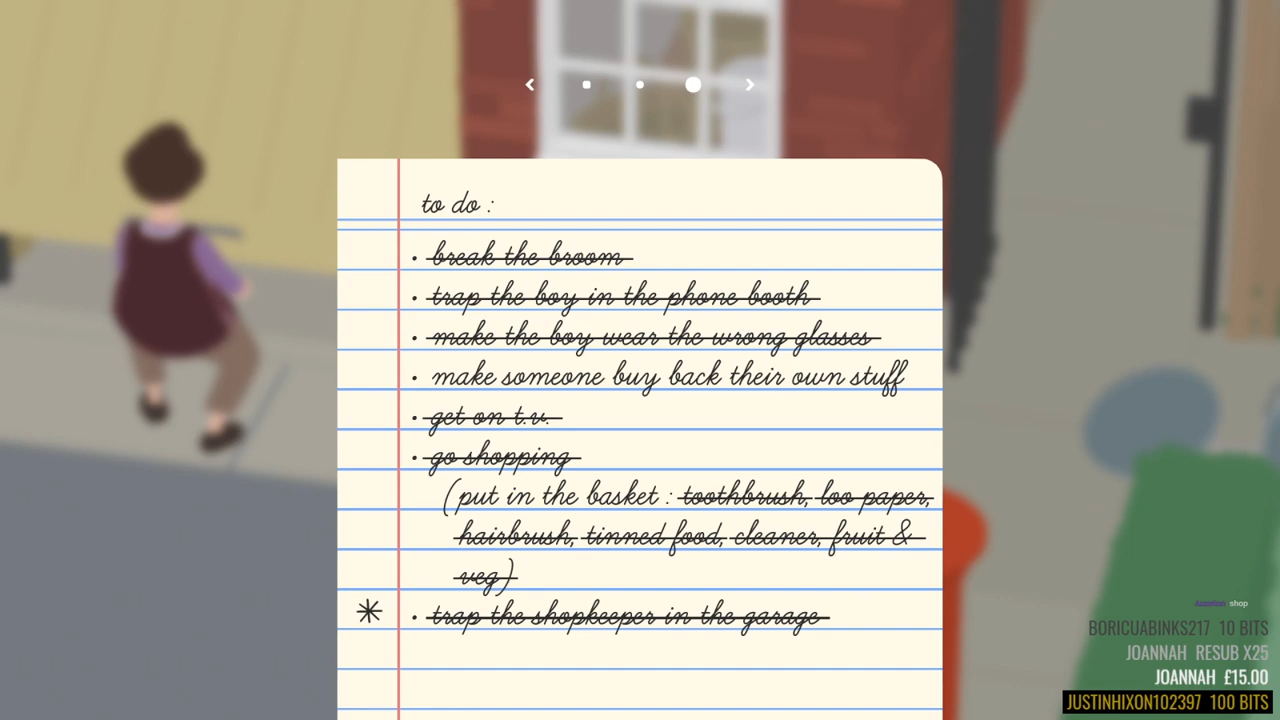 to do :
• break the broom
• trap the boy in the phone booth
• make the boy wear the wrong glasses
• make someone buy back their own stuff
• get on t.v.
• go shopping
(put in the basket : toothbrush, loo paper,
hairbrush, tinned food, cleaner, fruit &
veg)
• trap the shopkeeper in the garage
shop
BORICUABINKS217 10 BITS
JOANNAH RESUB X25
JOANNAH £15.00
JUSTINHIXON102397 100 BITS